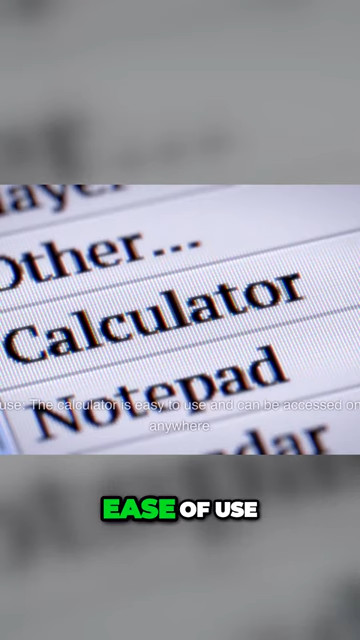 Other...
Calculator
Notepad
use: The calculator is easy to use and can be accessed on
anywhere
EASE OF USE